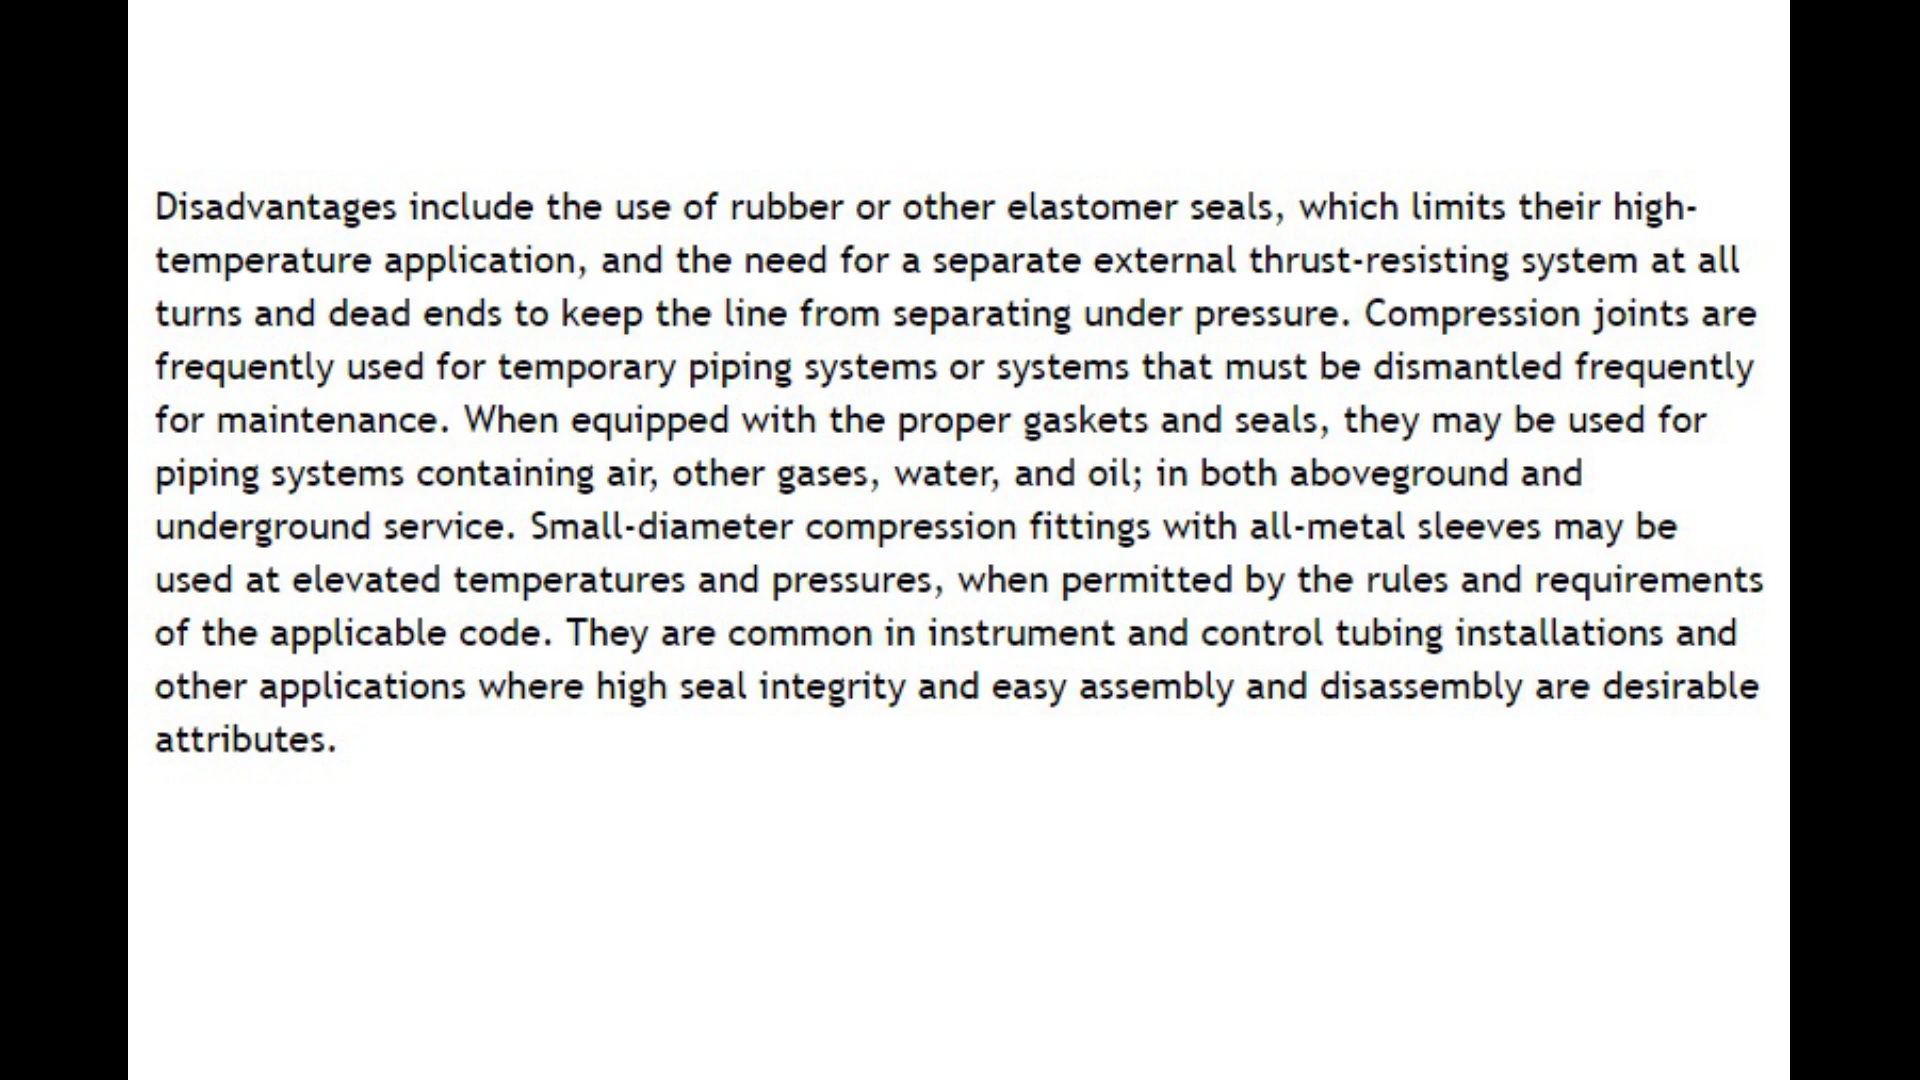 Disadvantages include the use of rubber or other elastomer seals, which limits their high-
temperature application, and the need for a separate external thrust-resisting system at all
turns and dead ends to keep the line from separating under pressure. Compression joints are
frequently used for temporary piping systems or systems that must be dismantled frequently
for maintenance. When equipped with the proper gaskets and seals, they may be used for
piping systems containing air, other gases, water, and oil; in both aboveground and
underground service. Small-diameter compression fittings with all-metal sleeves may be
used at elevated temperatures and pressures, when permitted by the rules and requirements
of the applicable code. They are common in instrument and control tubing installations and
other applications where high seal integrity and easy assembly and disassembly are desirable
attributes.